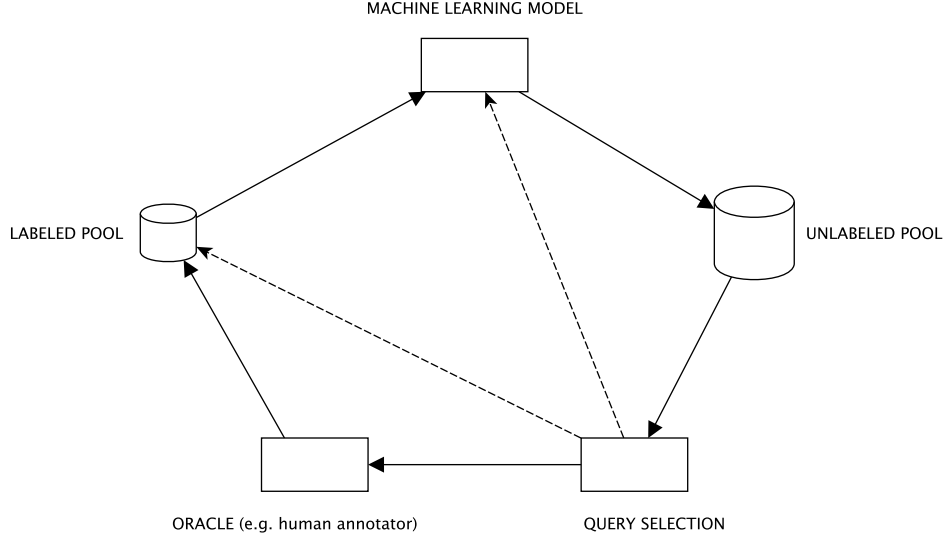 MACHINE LEARNING MODEL
LABELED POOL
UNLABELED POOL
ORACLE (e.g. human annotator)
QUERY SELECTION